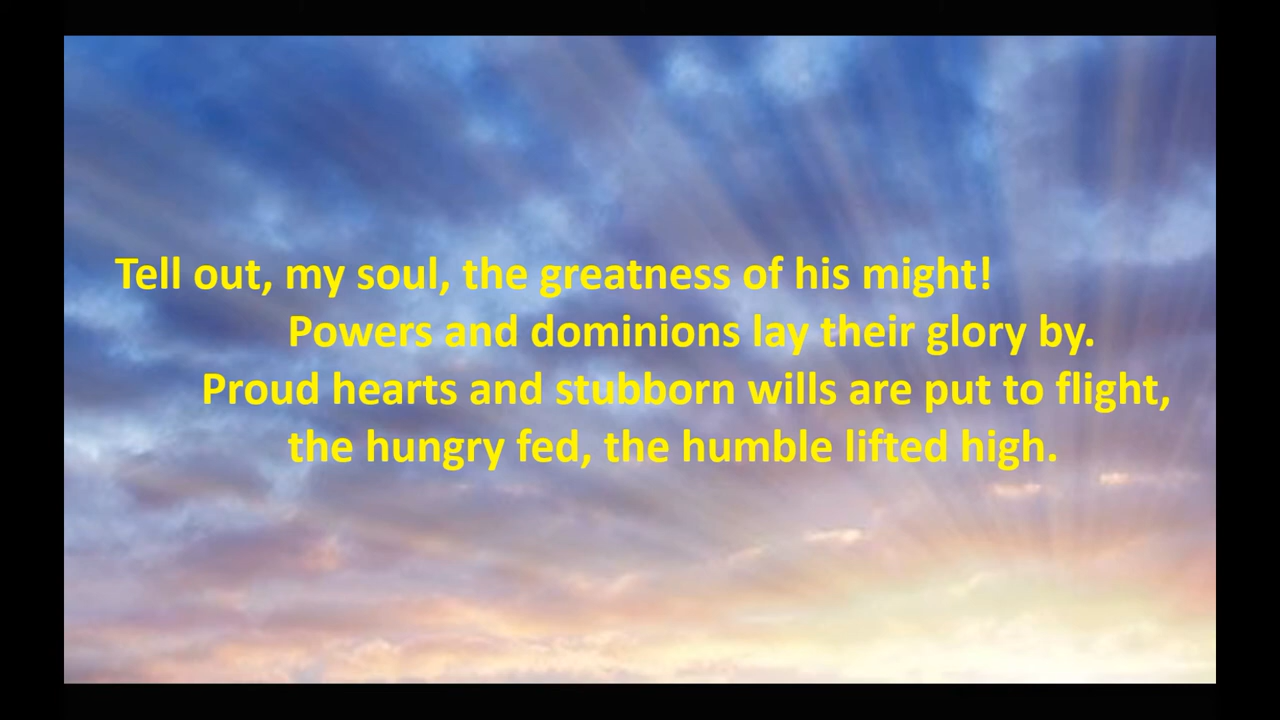 Tell out, my soul, the greatness of his might!
Powers and dominions lay their glory by.
Proud hearts and stubborn wills are put to flight,
the hungry fed, the humble lifted high.